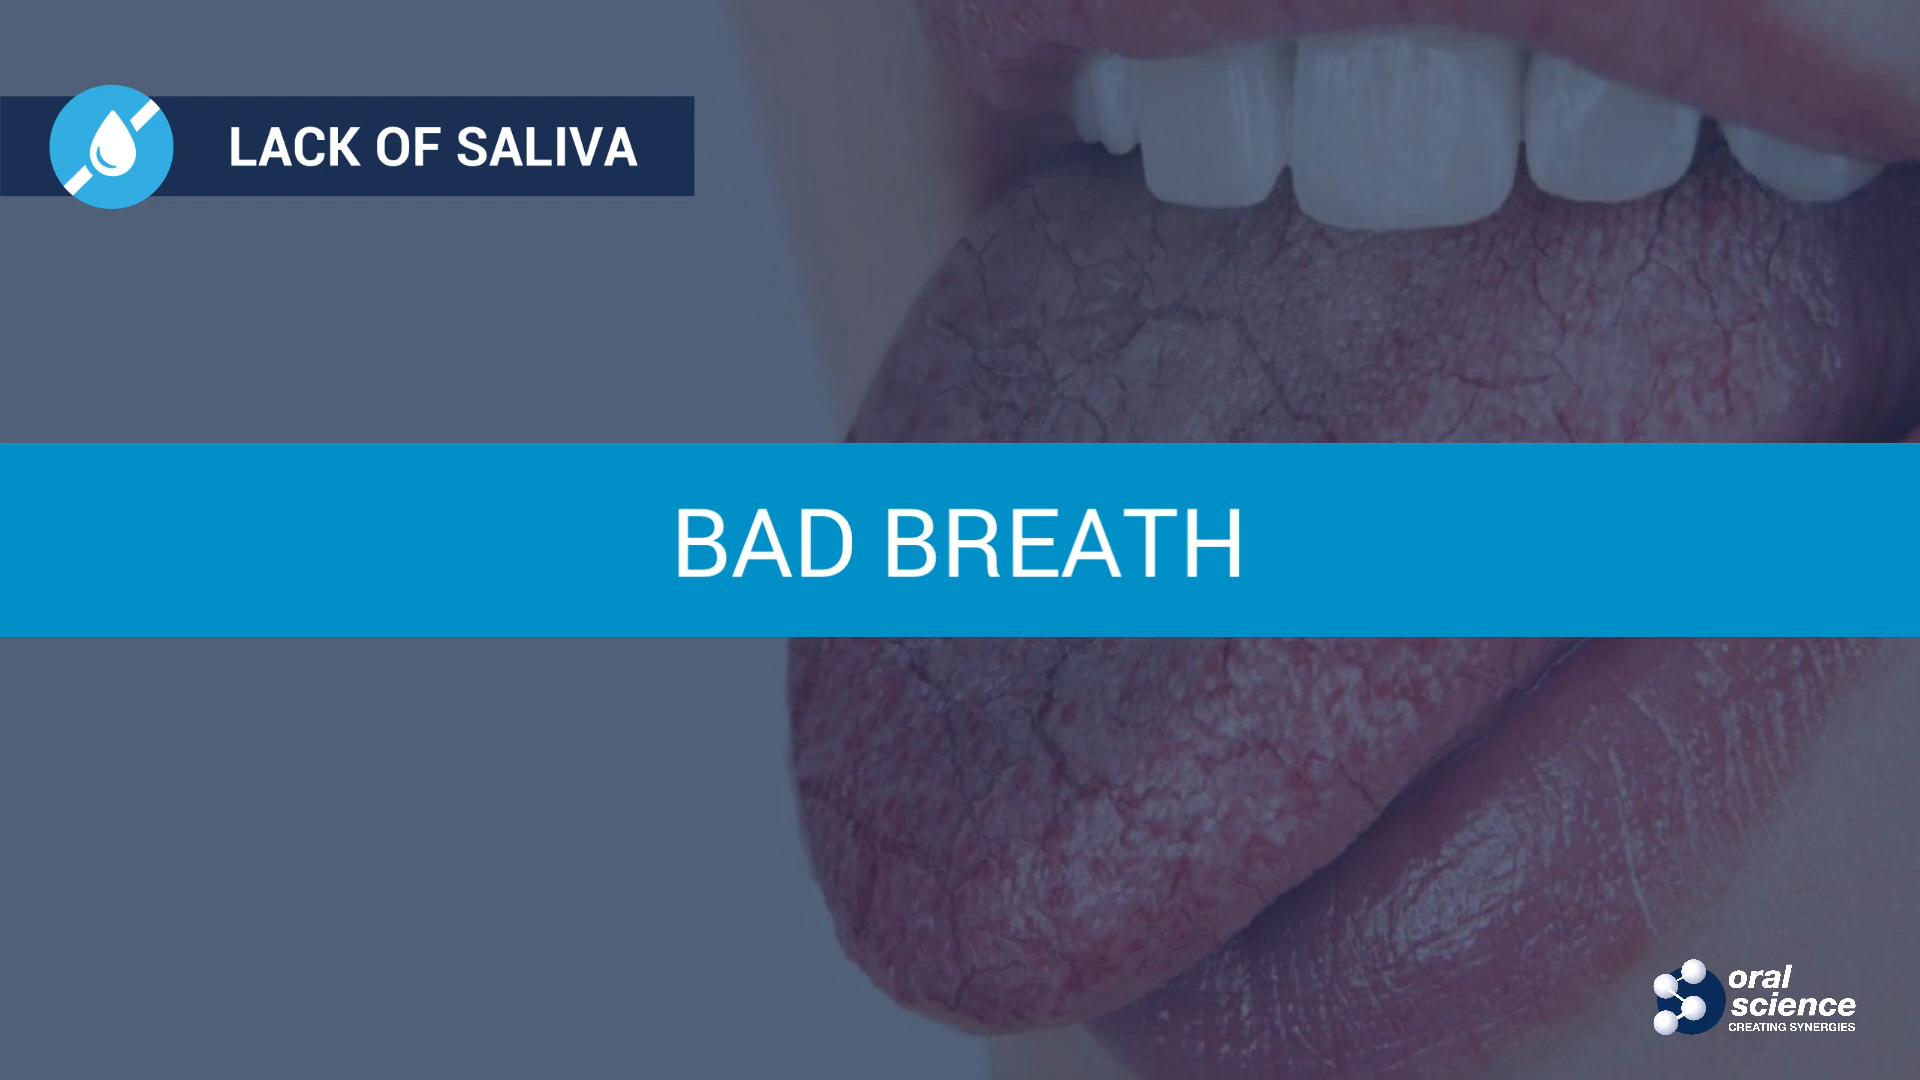 LACK OF SALIVA
BAD BREATH
oral
science
CREATING SYNERGIES